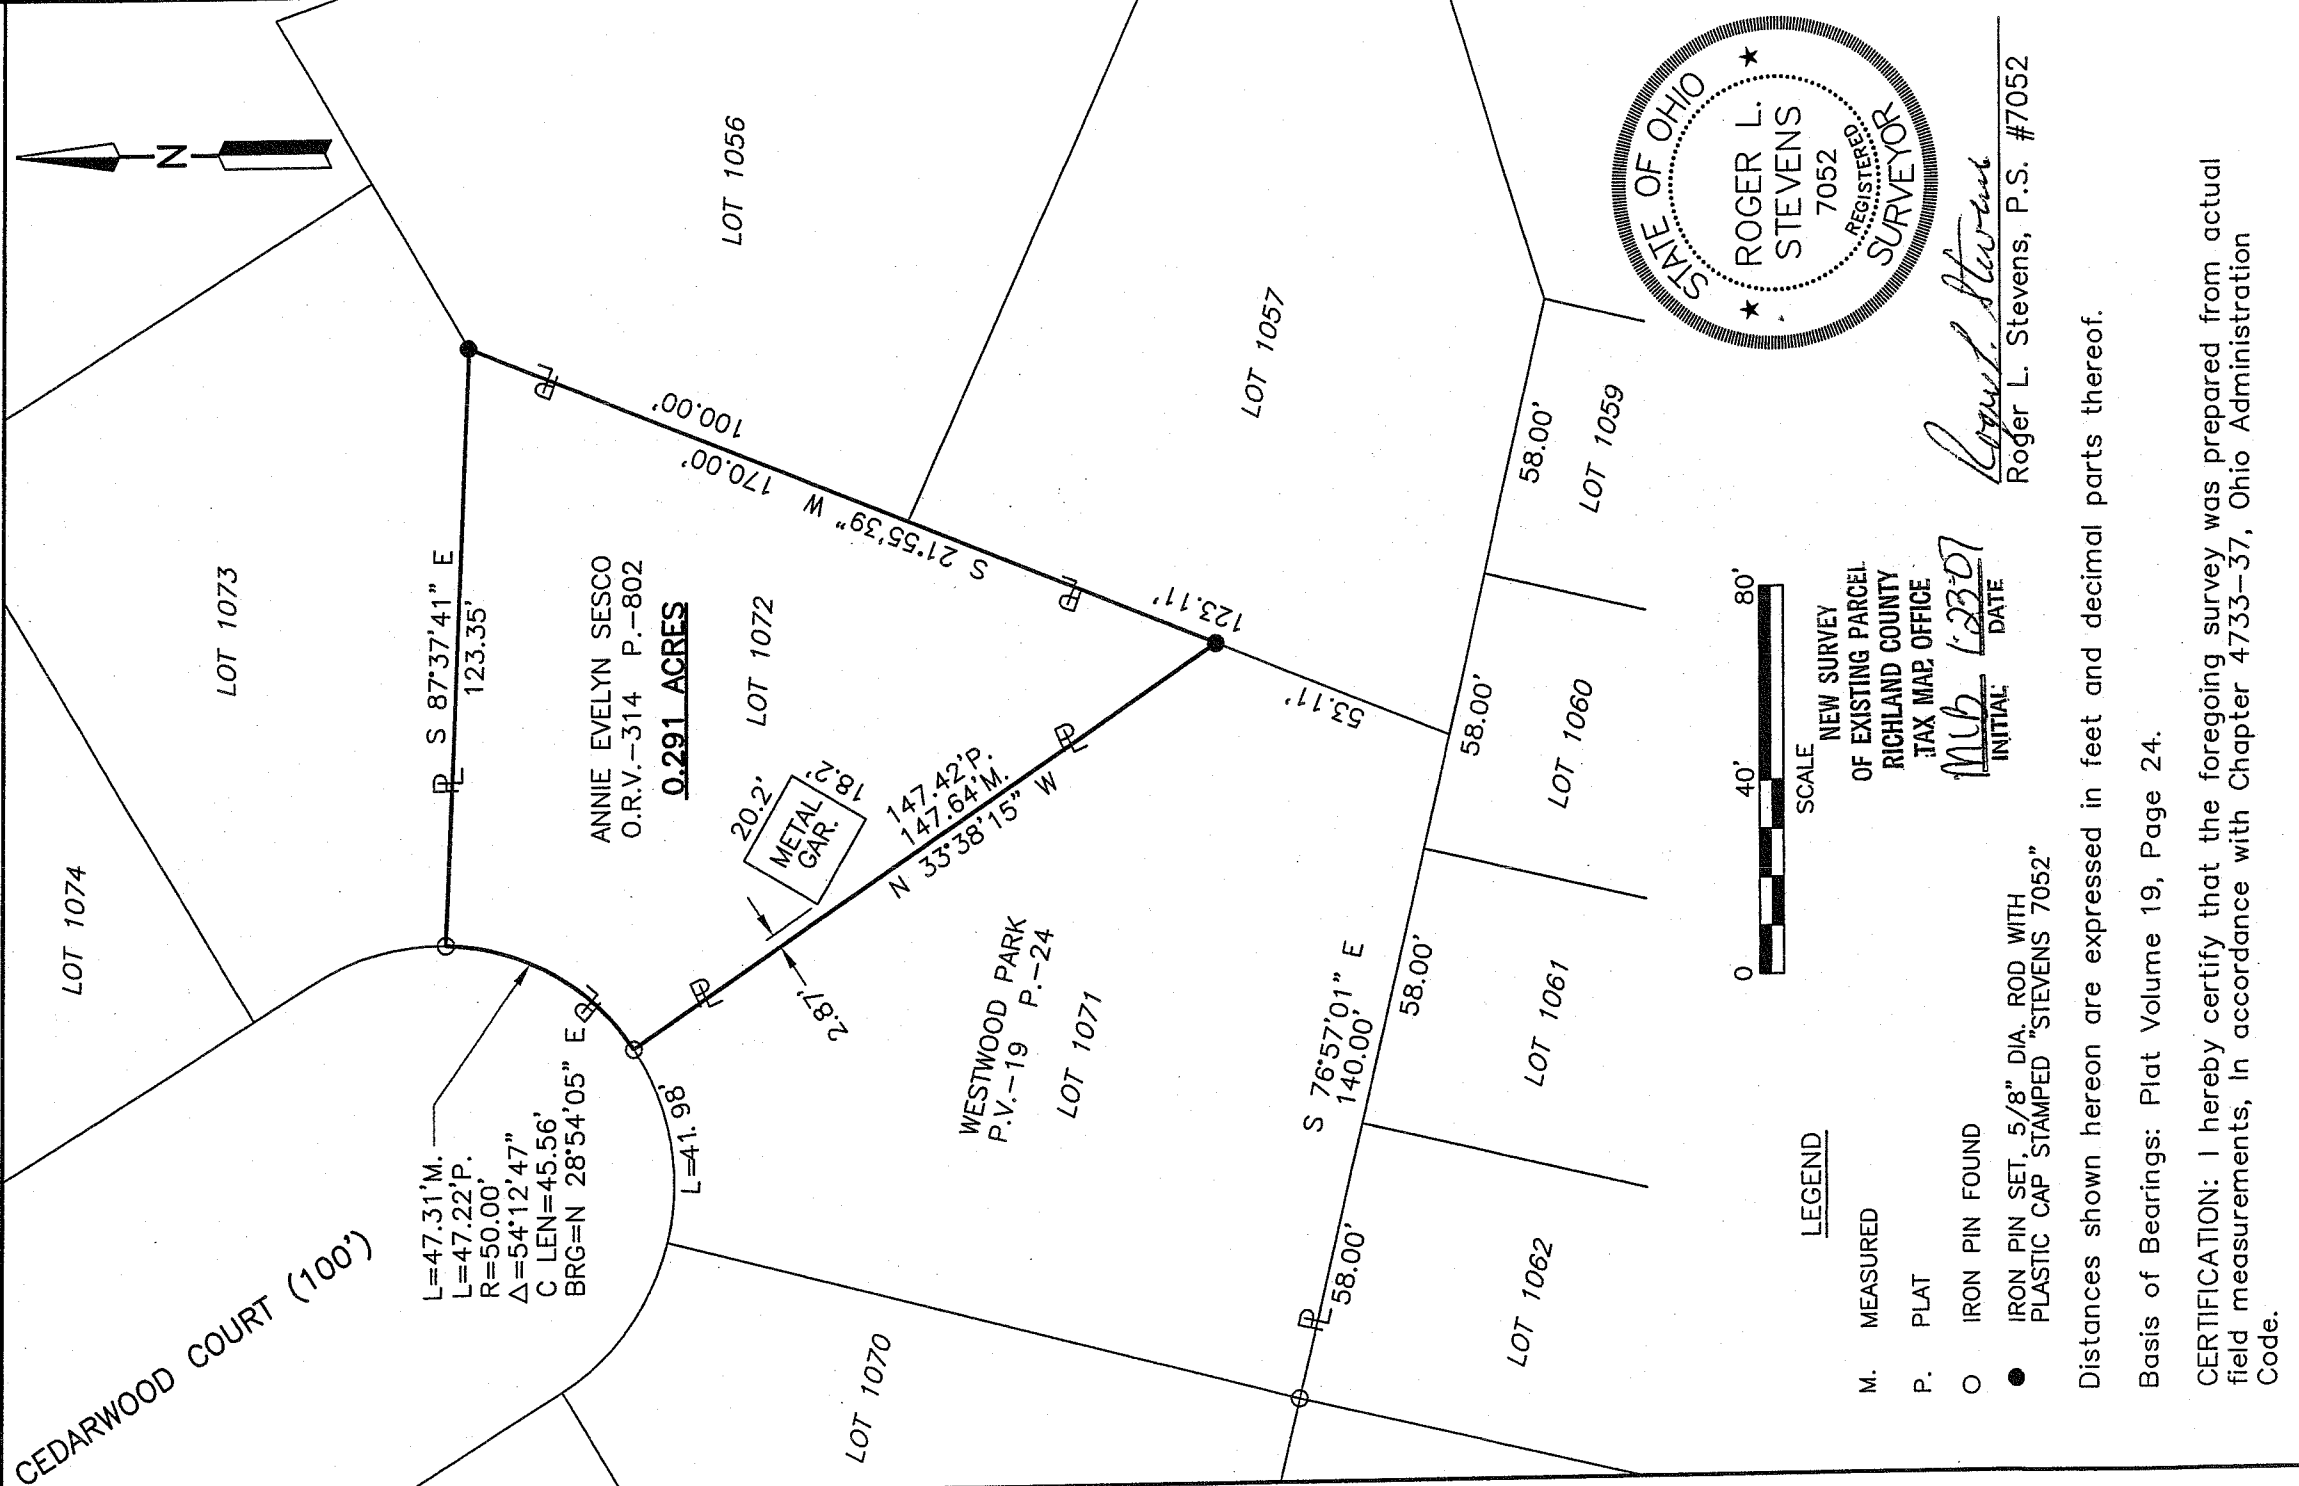 CEDARWOOD COURT (100')
LOT 1074
LOT 1073
N
S 87°37'41" E
123.35'
L=47.31'M.
L=47.22'P.
R=50.00'
Δ=54°12'47"
C LEN=45.56'
BRG=N 28°54'05" E
ANNIE EVELYN SESCO
O.R.V.-314 P.-802
0.291 ACRES
LOT 1072
LOT 1056
100.00'
170.00'
S 21°55'39" W
LOT 1057
20.2'
18.2'
METAL
GAR.
147.42'P.
147.64'M.
N 33°38'15" W
2.87'
L=41.98'
123.11'
53.11'
WESTWOOD PARK
P.V.-19 P.-24
LOT 1071
LOT 1070
S 76°57'01" E
140.00'
58.00'
58.00'
58.00'
58.00'
LOT 1062
LOT 1061
LOT 1060
LOT 1059
0
40'
80'
SCALE
NEW SURVEY
OF EXISTING PARCEL
RICHLAND COUNTY
TAX MAP OFFICE
MLB 1-23-07
INITIAL DATE
STATE OF OHIO
ROGER L.
STEVENS
7052
REGISTERED
SURVEYOR
Roger L. Stevens
Roger L. Stevens, P.S. #7052
LEGEND
M. MEASURED
P. PLAT
IRON PIN FOUND
IRON PIN SET, 5/8" DIA. ROD WITH
PLASTIC CAP STAMPED "STEVENS 7052"
Distances shown hereon are expressed in feet and decimal parts thereof.
Basis of Bearings: Plat Volume 19, Page 24.
CERTIFICATION: I hereby certify that the foregoing survey was prepared from actual
field measurements, In accordance with Chapter 4733-37, Ohio Administration
Code.